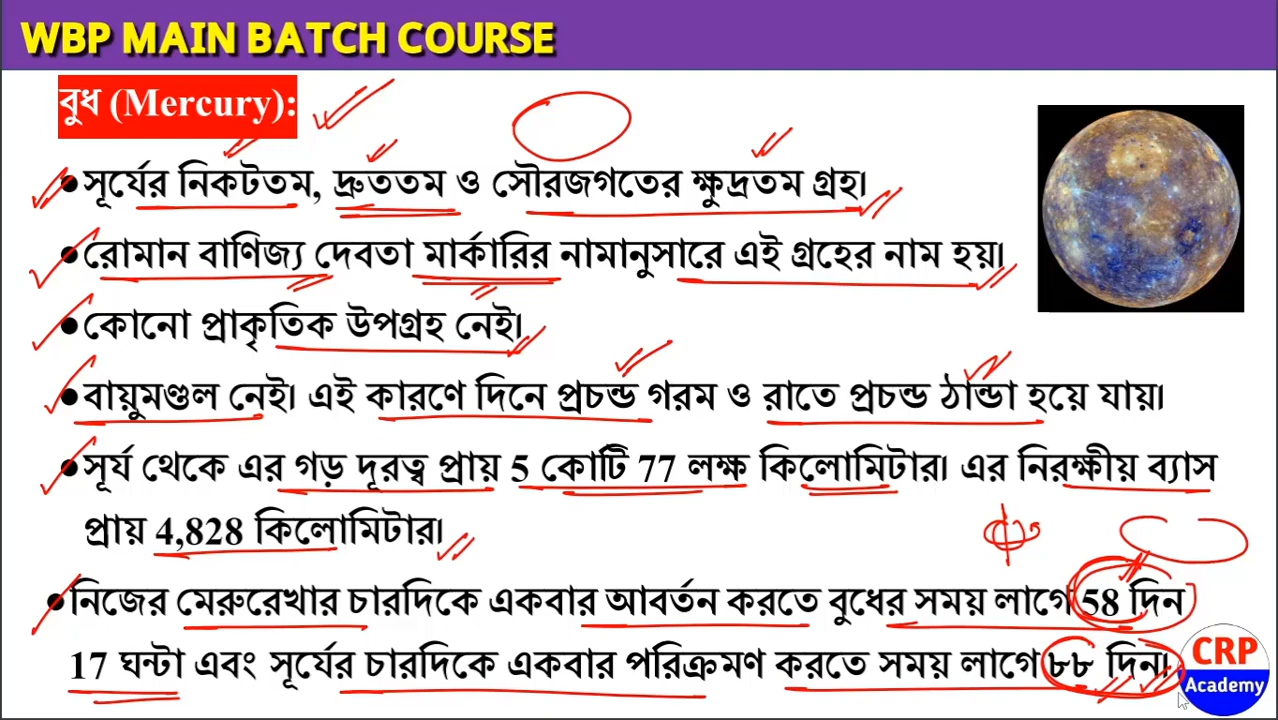 WBP MAIN BATCH COURSE
বুধ (Mercury):
●সূর্যের নিকটতম, দ্রুততম ও সৌরজগতের ক্ষুদ্রতম গ্রহ।
●রোমান বাণিজ্য দেবতা মার্কারির নামানুসারে এই গ্রহের নাম হয়।
●কোনো প্রাকৃতিক উপগ্রহ নেই।
●বায়ুমণ্ডল নেই। এই কারণে দিনে প্রচন্ড গরম ও রাতে প্রচন্ড ঠান্ডা হয়ে যায়।
●সূর্য থেকে এর গড় দূরত্ব প্রায় 5 কোটি 77 লক্ষ কিলোমিটার। এর নিরক্ষীয় ব্যাস
প্রায় 4,828 কিলোমিটার।
●নিজের মেরুরেখার চারদিকে একবার আবর্তন করতে বুধের সময় লাগে 58 দিন
17 ঘন্টা এবং সূর্যের চারদিকে একবার পরিক্রমণ করতে সময় লাগে ৮৮ দিন।
CRP
Academy